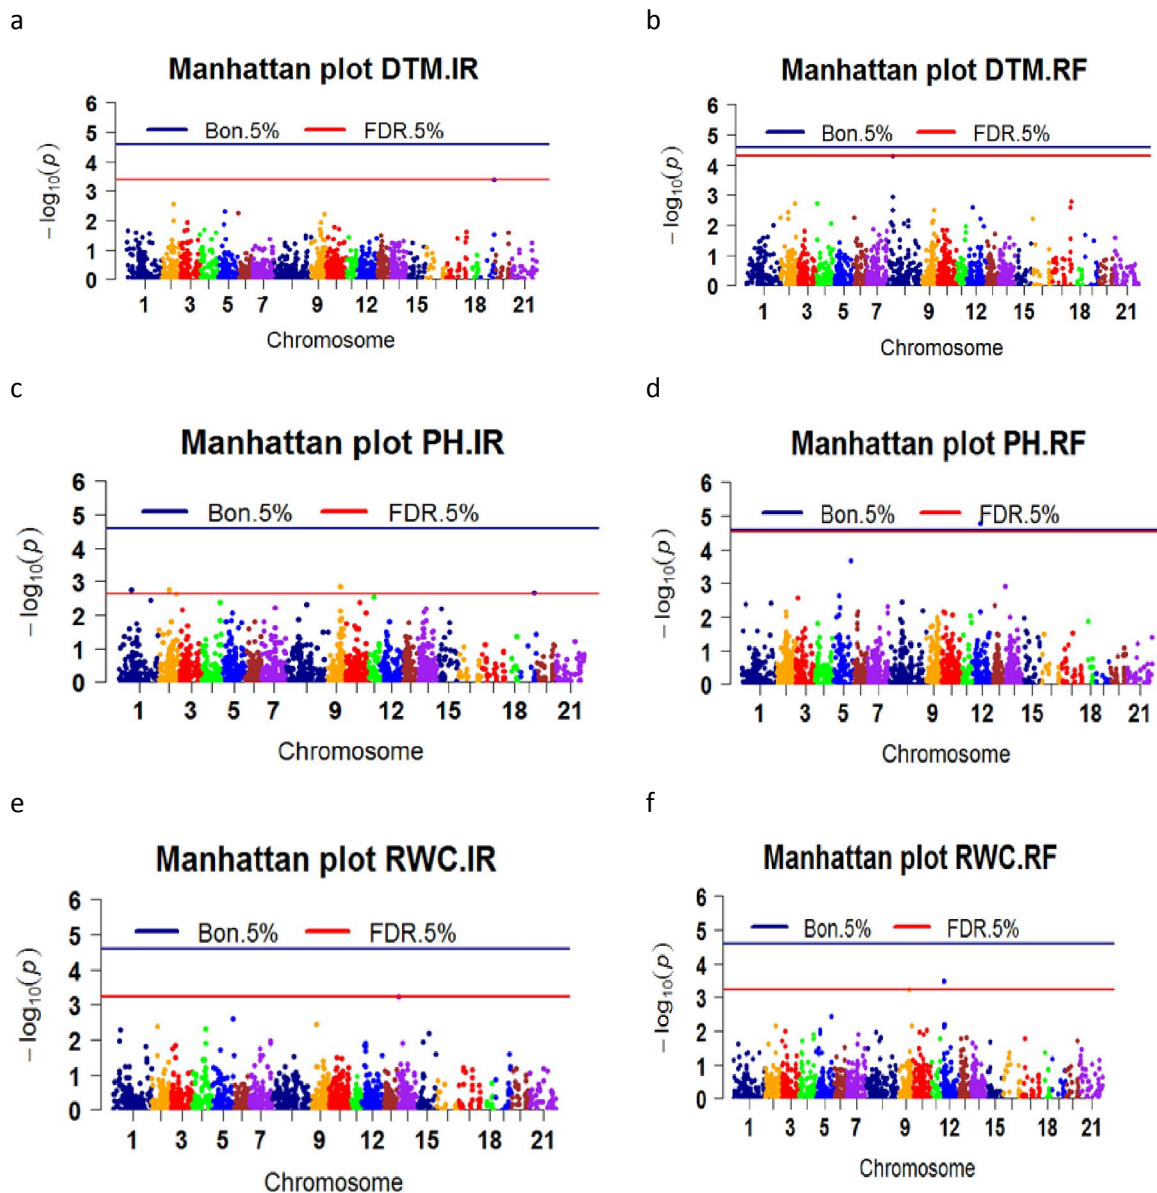 a
b
Manhattan plot DTM.IR
Manhattan plot DTM.RF
6
5
4
3
2
1
0
− log10(p)
Bon.5% FDR.5%
1 3 5 7 9 12 15 18 21
Chromosome
6
5
4
3
2
1
0
− log10(p)
Bon.5% FDR.5%
1 3 5 7 9 12 15 18 21
Chromosome
c
d
Manhattan plot PH.IR
Manhattan plot PH.RF
6
5
4
3
2
1
0
− log10(p)
Bon.5% FDR.5%
1 3 5 7 9 12 15 18 21
Chromosome
6
5
4
3
2
1
0
− log10(p)
Bon.5% FDR.5%
1 3 5 7 9 12 15 18 21
Chromosome
e
f
Manhattan plot RWC.IR
Manhattan plot RWC.RF
6
5
4
3
2
1
0
− log10(p)
Bon.5% FDR.5%
1 3 5 7 9 12 15 18 21
Chromosome
6
5
4
3
2
1
0
− log10(p)
Bon.5% FDR.5%
1 3 5 7 9 12 15 18 21
Chromosome